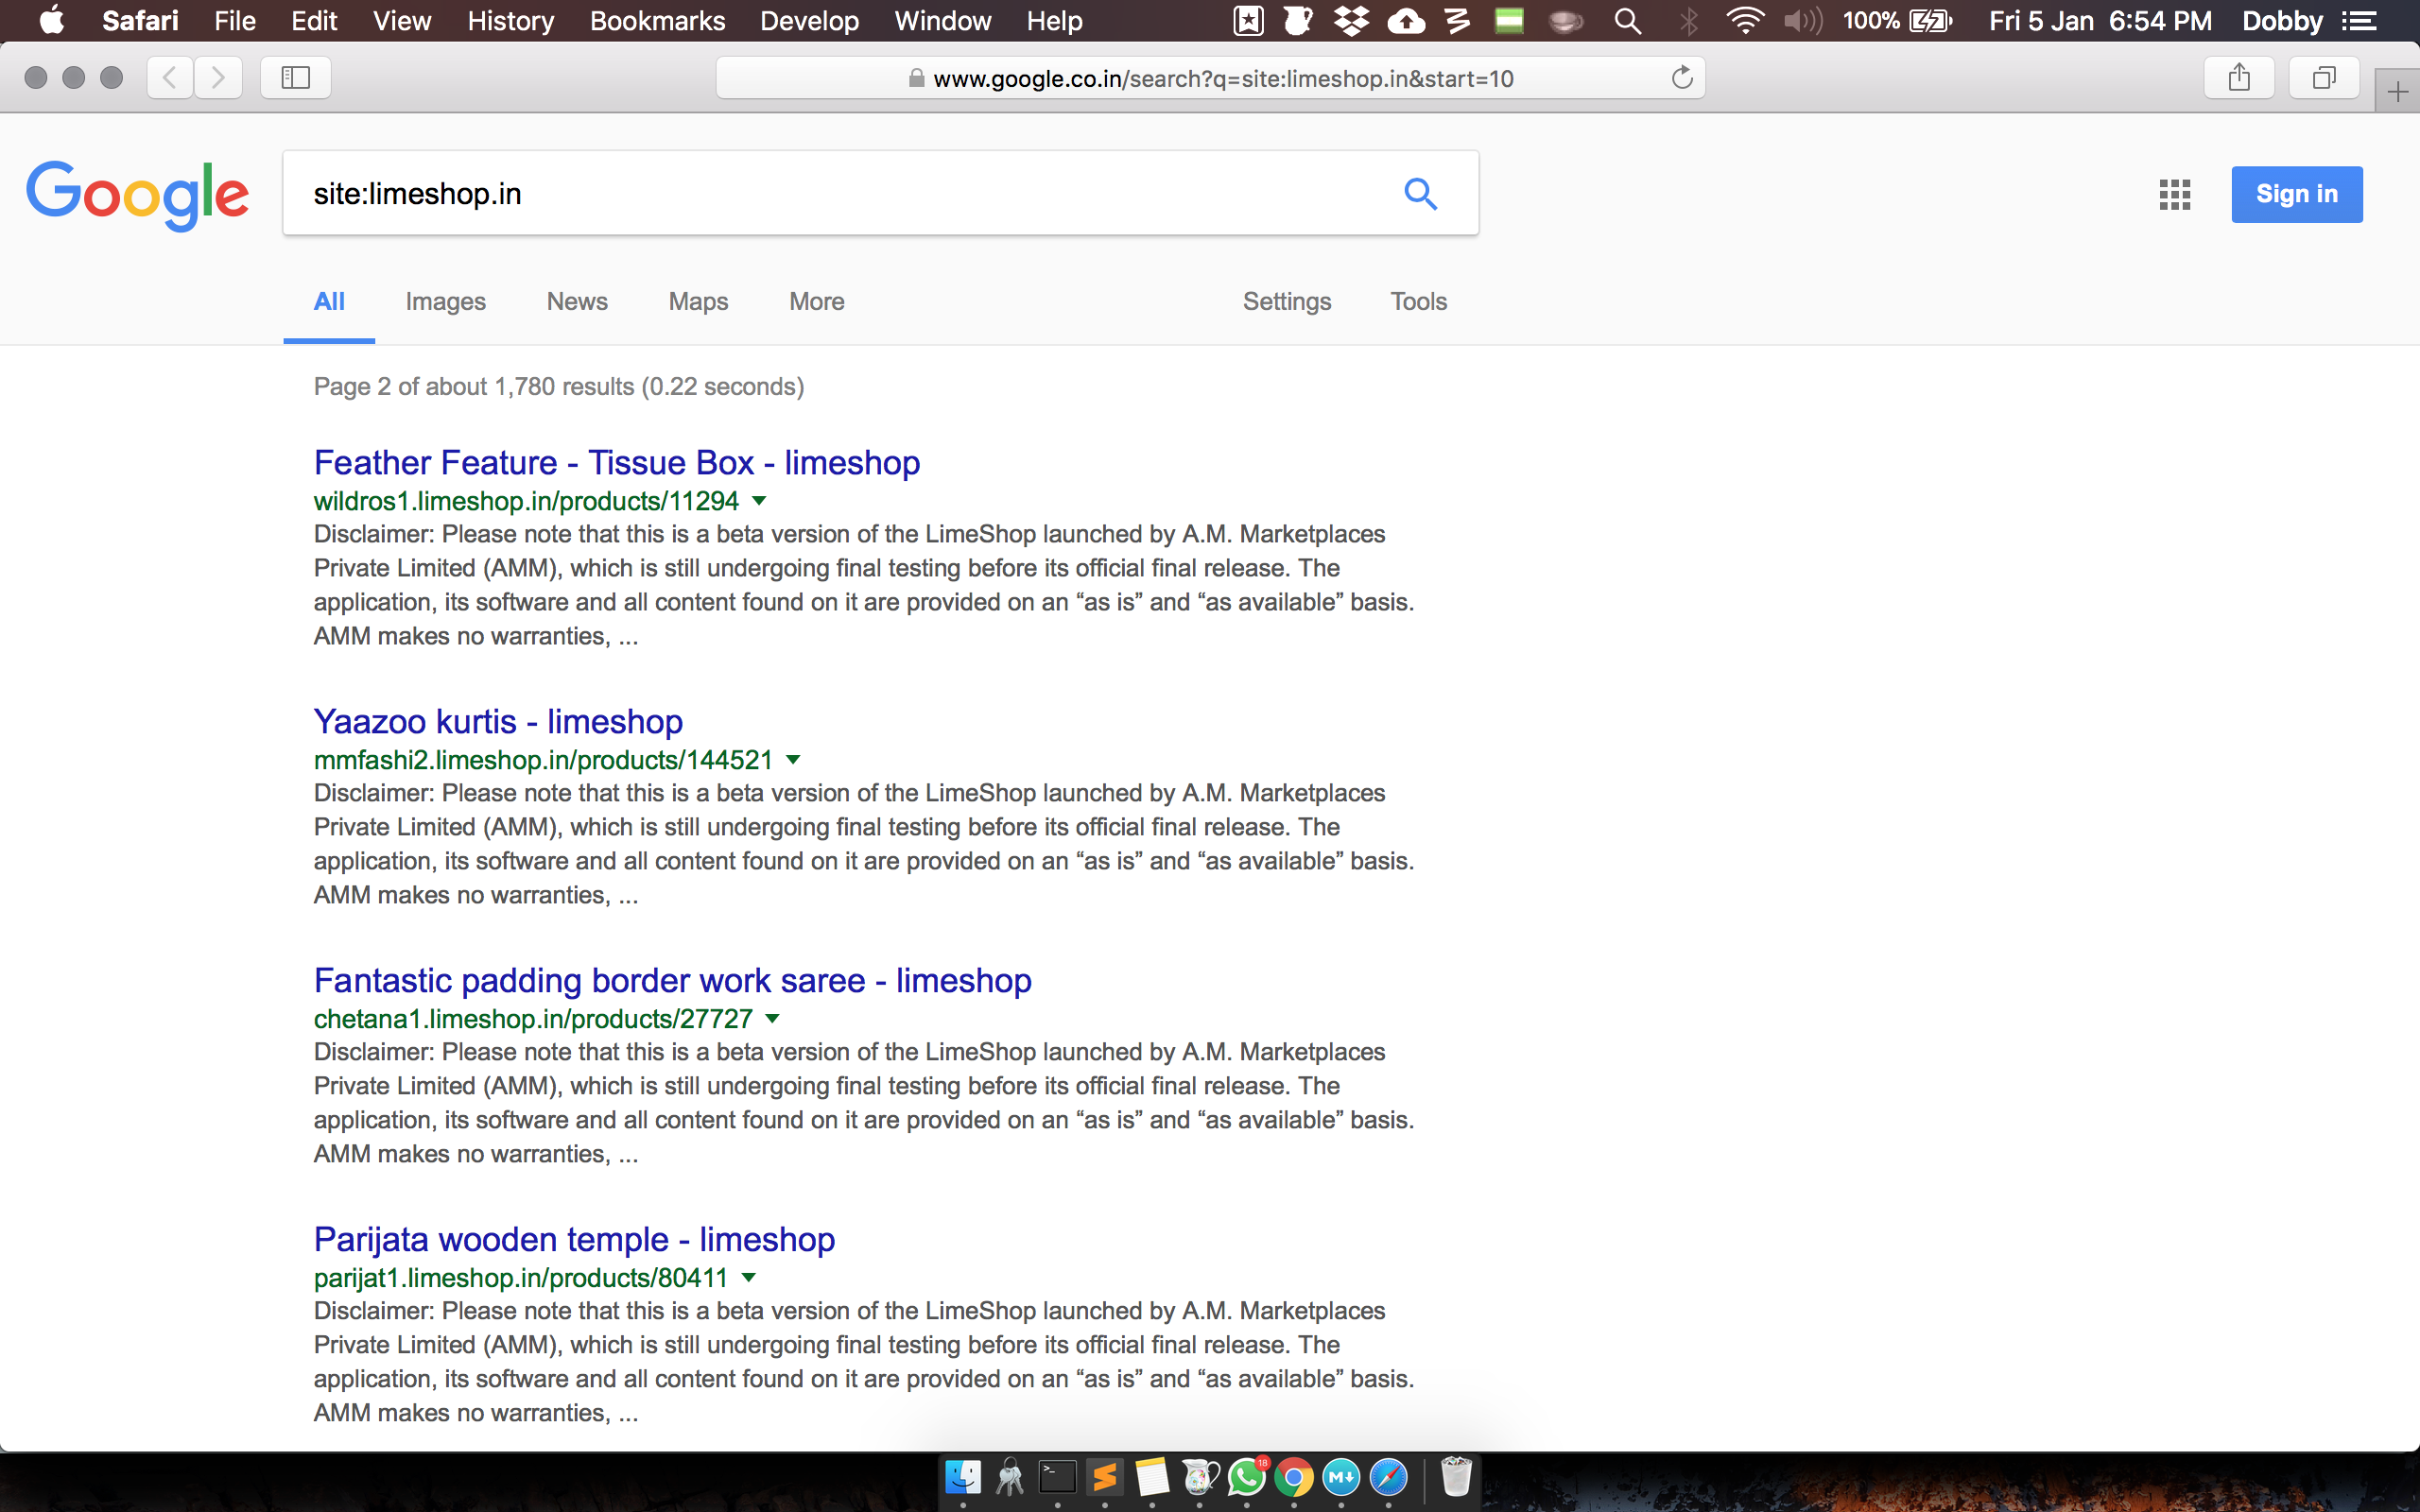 Safari File Edit View History Bookmarks Develop Window Help 100% Fri 5 Jan 6:54 PM Dobby
www.google.co.in/search?q=site:limeshop.in&start=10
Google site:limeshop.in Sign in
All Images News Maps More Settings Tools
Page 2 of about 1,780 results (0.22 seconds)
Feather Feature - Tissue Box - limeshop
wildros1.limeshop.in/products/11294
Disclaimer: Please note that this is a beta version of the LimeShop launched by A.M. Marketplaces
Private Limited (AMM), which is still undergoing final testing before its official final release. The
application, its software and all content found on it are provided on an “as is” and “as available” basis.
AMM makes no warranties, ...
Yaazoo kurtis - limeshop
mmfashi2.limeshop.in/products/144521
Disclaimer: Please note that this is a beta version of the LimeShop launched by A.M. Marketplaces
Private Limited (AMM), which is still undergoing final testing before its official final release. The
application, its software and all content found on it are provided on an “as is” and “as available” basis.
AMM makes no warranties, ...
Fantastic padding border work saree - limeshop
chetana1.limeshop.in/products/27727
Disclaimer: Please note that this is a beta version of the LimeShop launched by A.M. Marketplaces
Private Limited (AMM), which is still undergoing final testing before its official final release. The
application, its software and all content found on it are provided on an “as is” and “as available” basis.
AMM makes no warranties, ...
Parijata wooden temple - limeshop
parijat1.limeshop.in/products/80411
Disclaimer: Please note that this is a beta version of the LimeShop launched by A.M. Marketplaces
Private Limited (AMM), which is still undergoing final testing before its official final release. The
application, its software and all content found on it are provided on an “as is” and “as available” basis.
AMM makes no warranties, ...
18
M